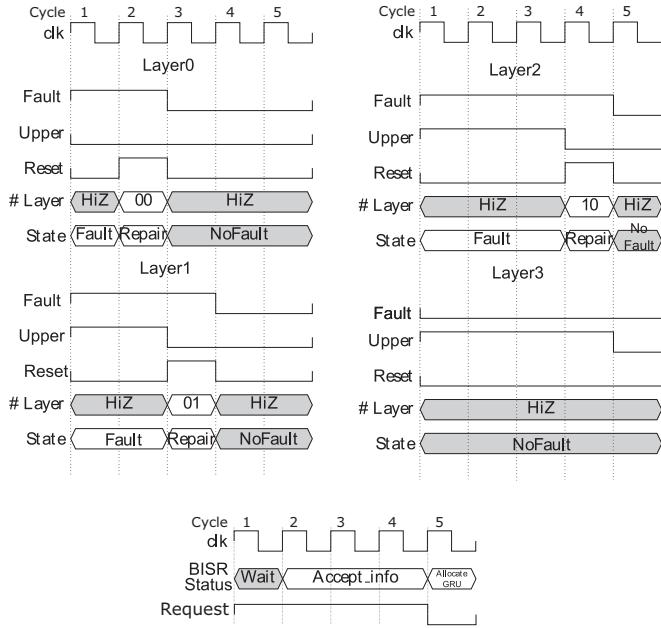 Cycle 1 2 3 4 5
clk
Layer0
Fault
Upper
Reset
# Layer HiZ 00 HiZ
State Fault Repair NoFault
Layer1
Fault
Upper
Reset
# Layer HiZ 01 HiZ
State Fault Repair NoFault
Cycle 1 2 3 4 5
clk
Layer2
Fault
Upper
Reset
# Layer HiZ 10 HiZ
State Fault Repair No Fault
Layer3
Fault
Upper
Reset
# Layer HiZ
State NoFault
Cycle 1 2 3 4 5
clk
BISR Status Wait Accept_info Allocate GRU
Request